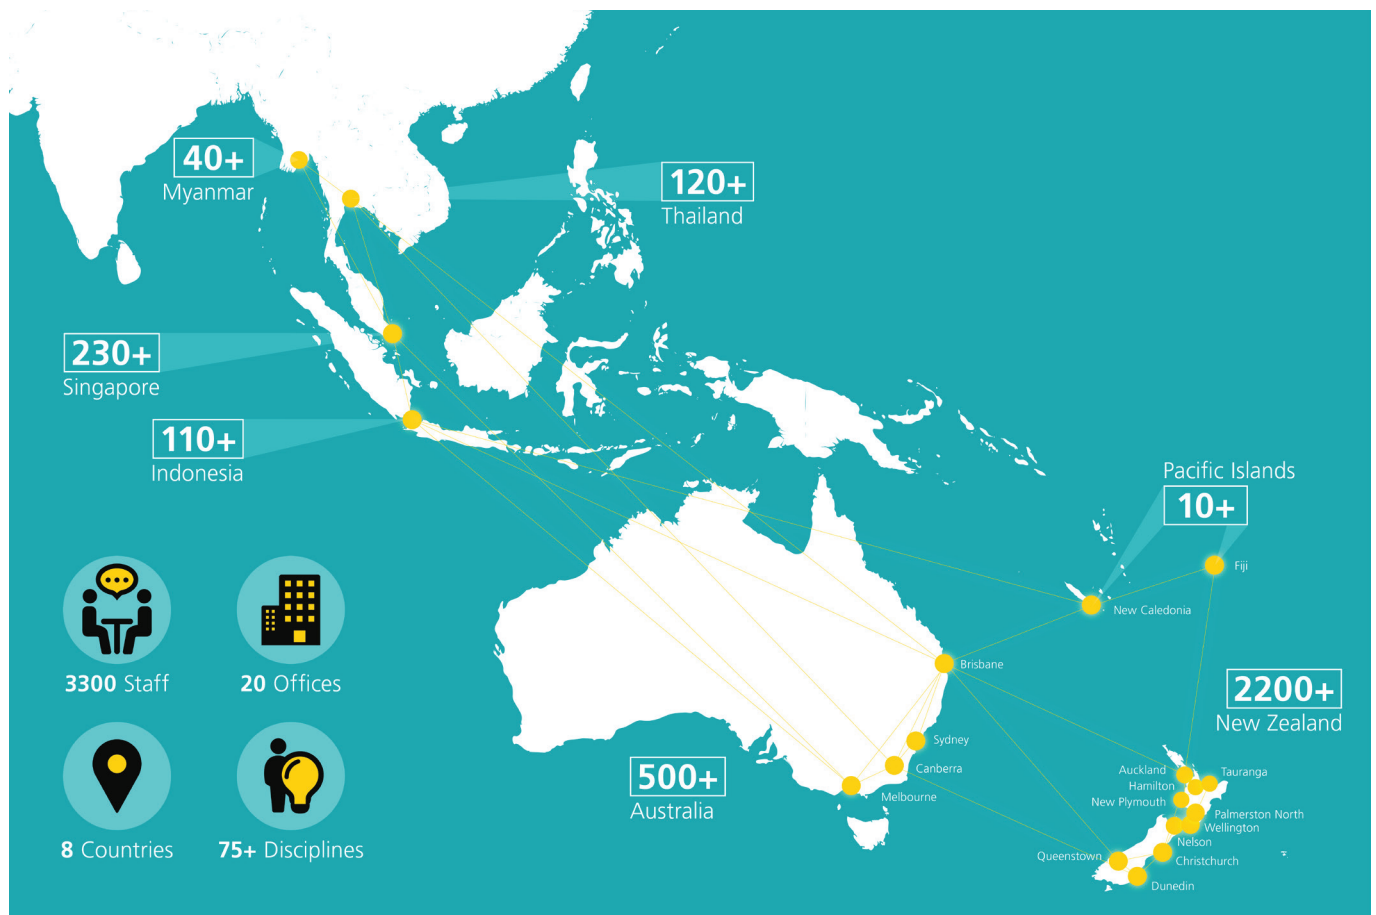 40+
Myanmar
120+
Thailand
230+
Singapore
110+
Indonesia
Pacific Islands
10+
Fiji
New Caledonia
Brisbane
2200+
New Zealand
Sydney
Canberra
Melbourne
500+
Australia
Auckland
Tauranga
Hamilton
New Plymouth
Palmerston North
Wellington
Nelson
Queenstown
Christchurch
Dunedin
3300 Staff
20 Offices
8 Countries
75+ Disciplines